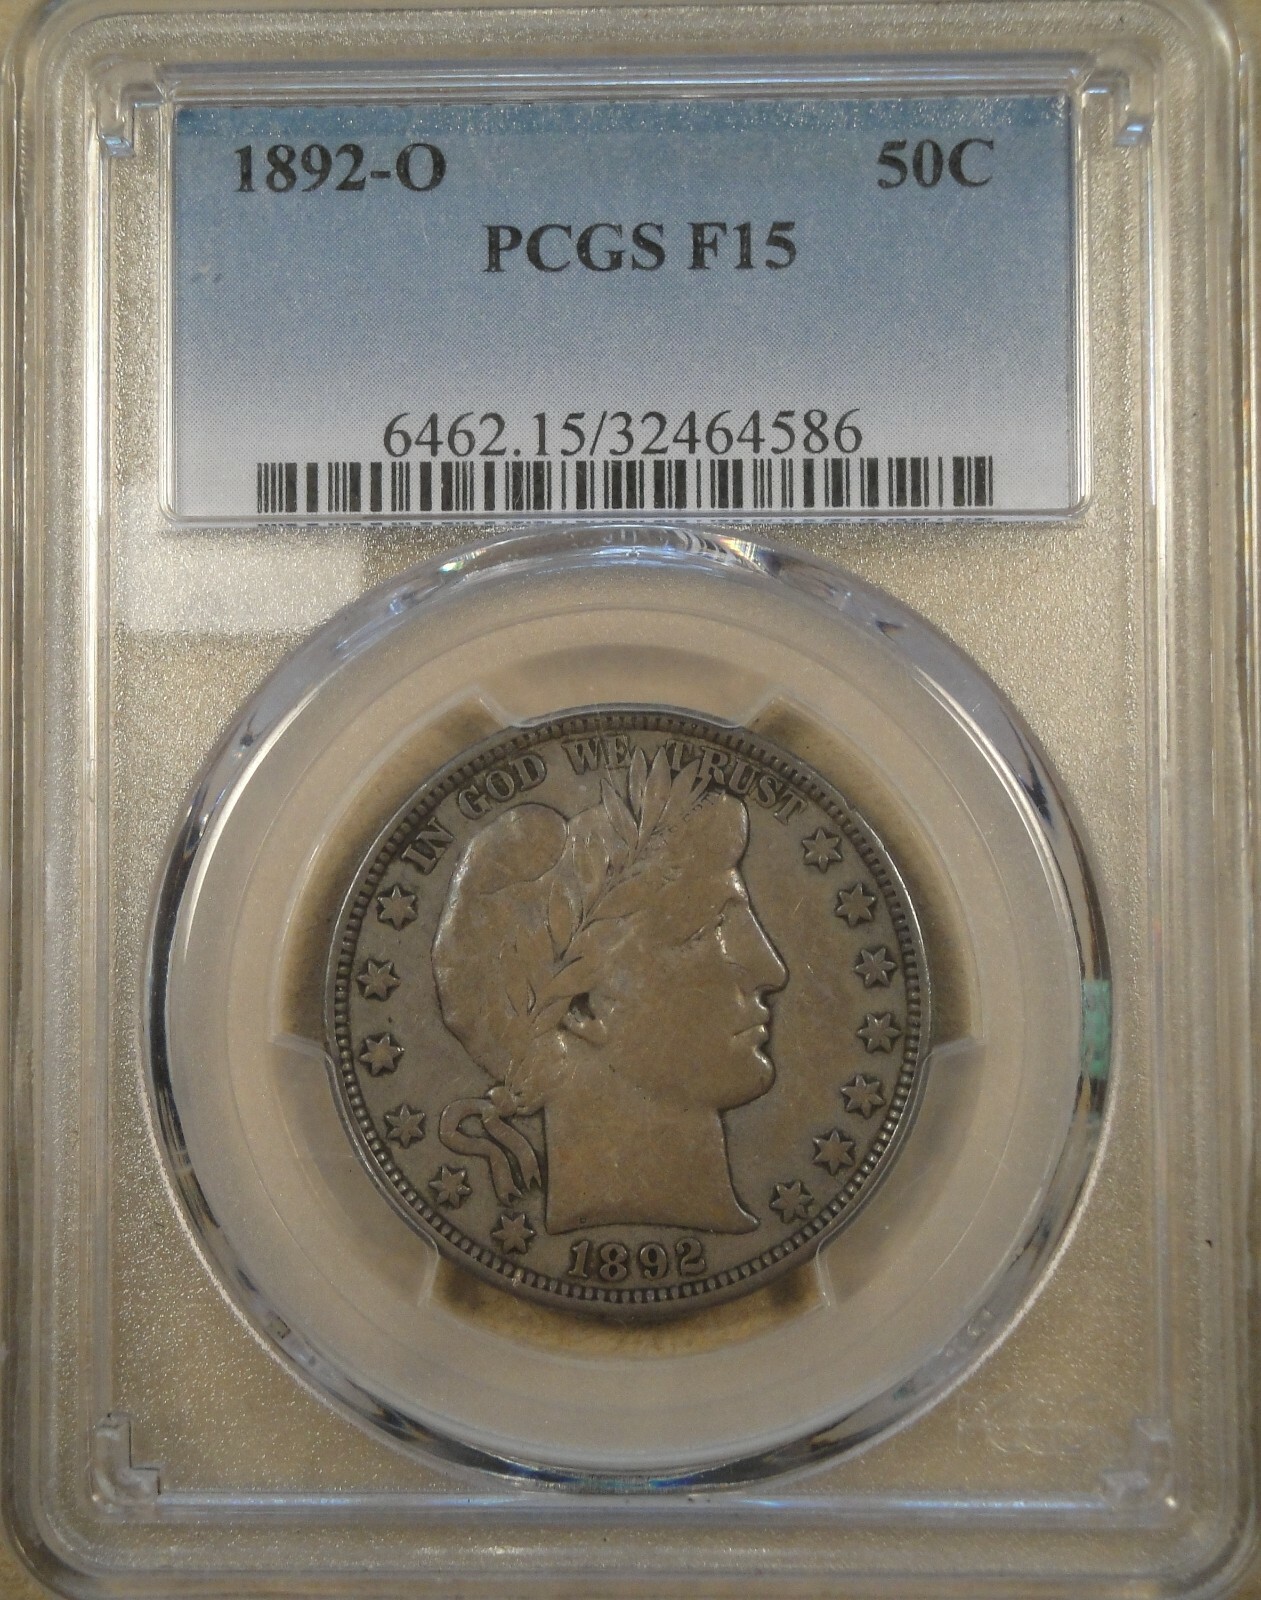 1892-O 50C
PCGS F15
6462.15/32464586
IN GOD WE TRUST
1892